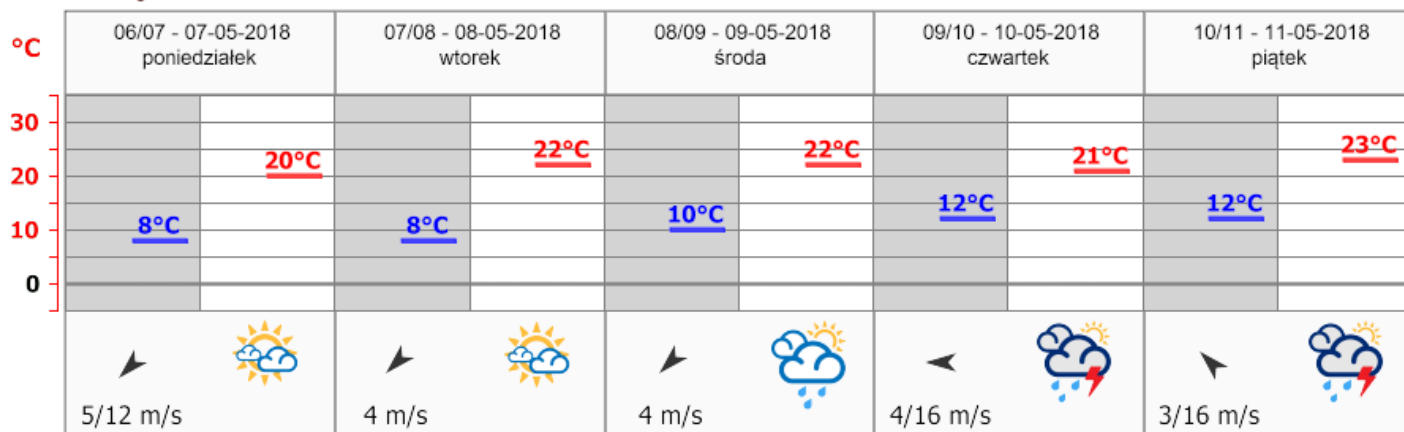 °C
06/07 - 07-05-2018
poniedziałek
07/08 - 08-05-2018
wtorek
08/09 - 09-05-2018
środa
09/10 - 10-05-2018
czwartek
10/11 - 11-05-2018
piątek
30
20
10
0
8°C
20°C
8°C
22°C
10°C
22°C
12°C
21°C
12°C
23°C
5/12 m/s
4 m/s
4 m/s
4/16 m/s
3/16 m/s